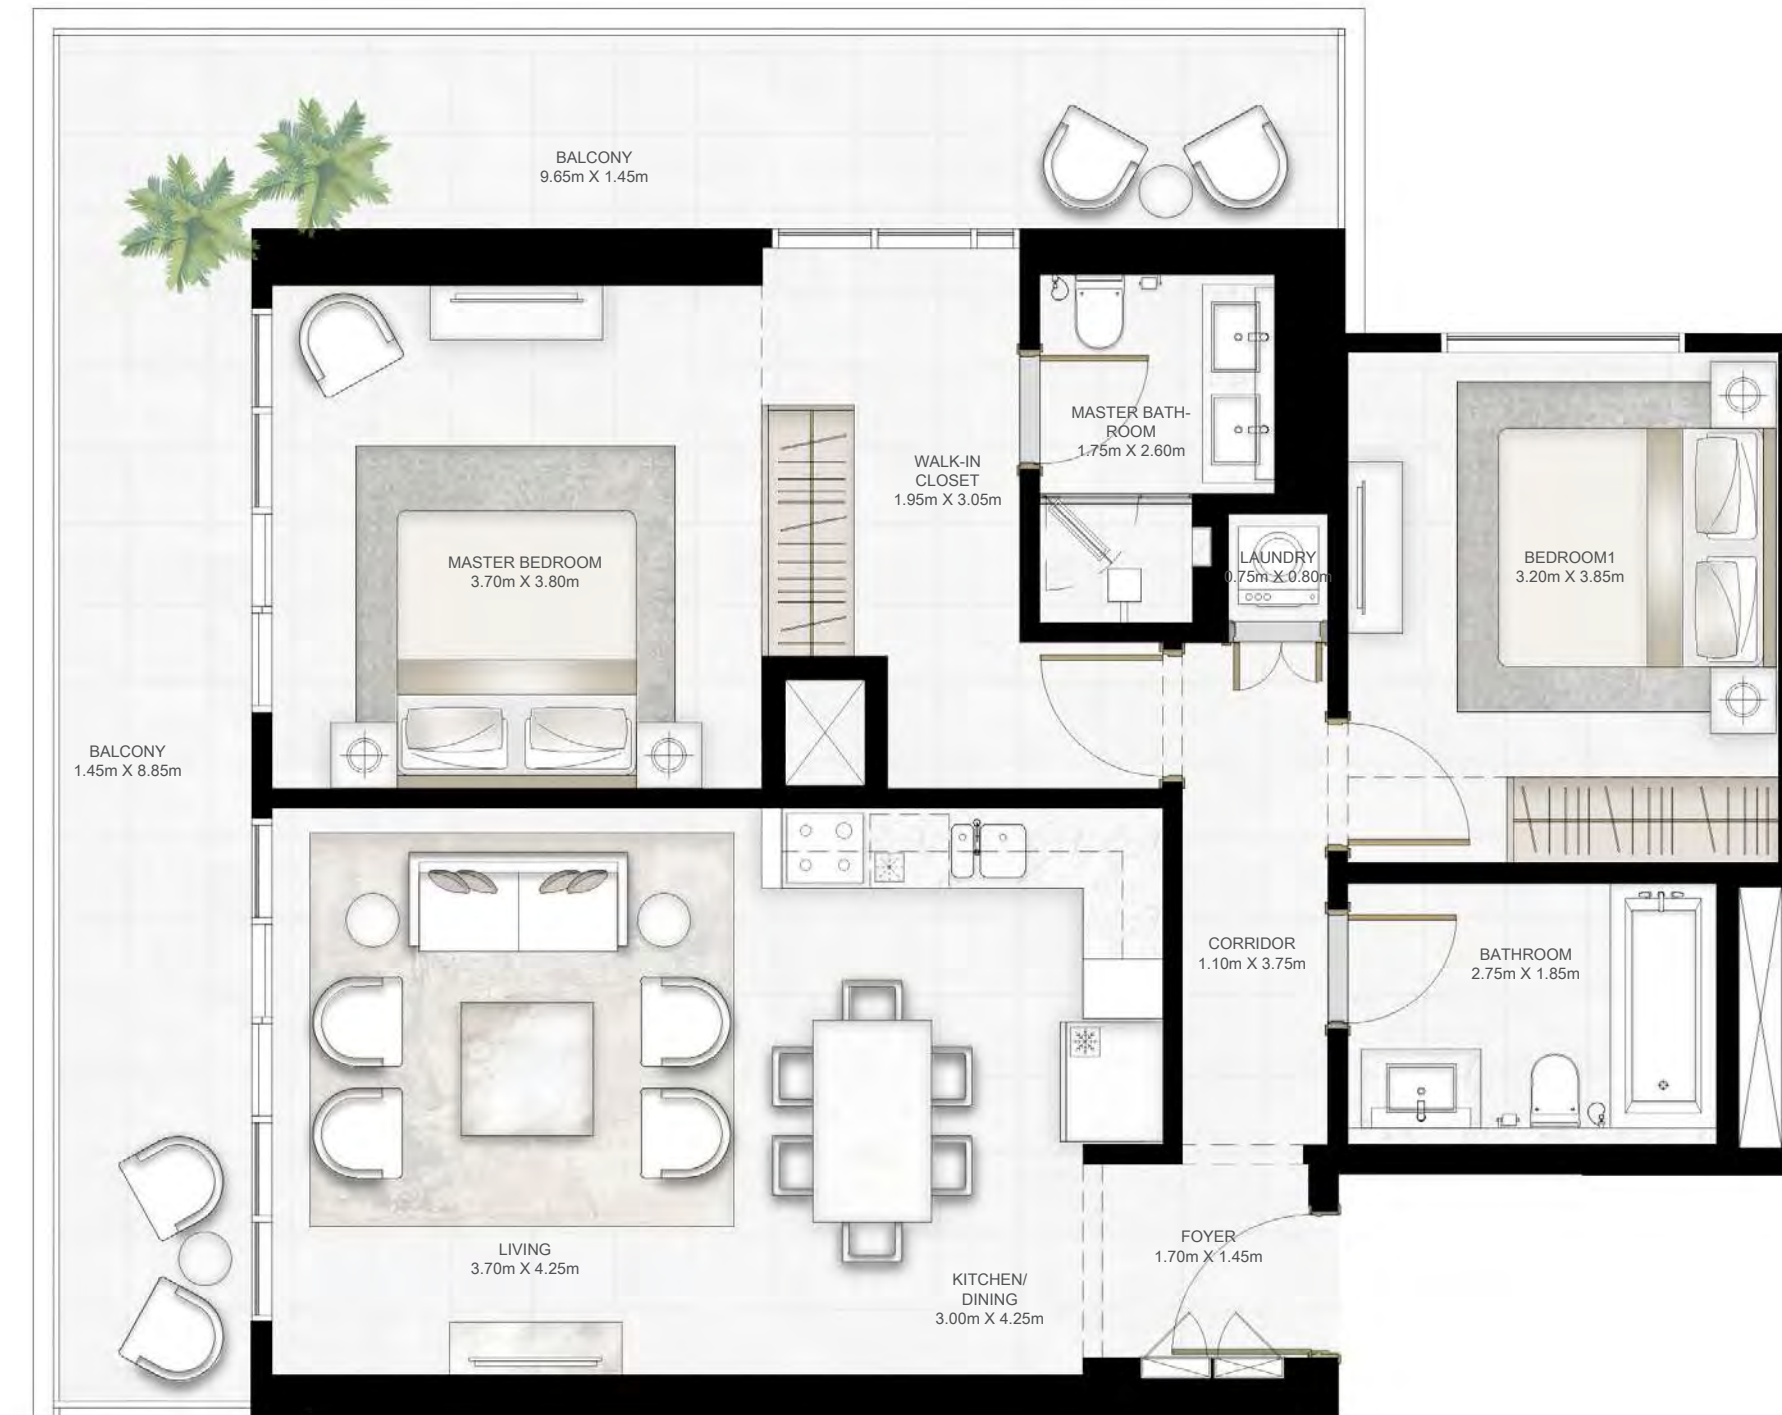 BALCONY
9.65m X 1.45m
MASTER BATH-
ROOM
1.75m X 2.60m
WALK-IN
CLOSET
1.95m X 3.05m
MASTER BEDROOM
3.70m X 3.80m
LAUNDRY
0.75m X 0.80m
BEDROOM1
3.20m X 3.85m
BALCONY
1.45m X 8.85m
CORRIDOR
1.10m X 3.75m
BATHROOM
2.75m X 1.85m
LIVING
3.70m X 4.25m
FOYER
1.70m X 1.45m
KITCHEN/
DINING
3.00m X 4.25m